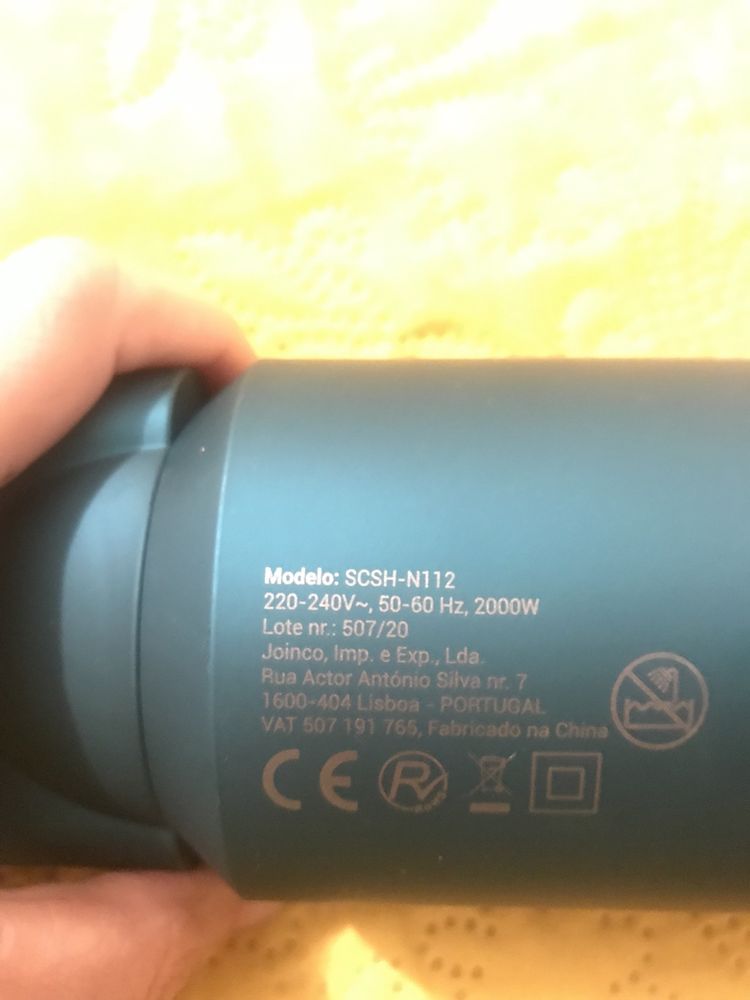 Modelo: SCSH-N112
220-240V~, 50-60 Hz, 2000W
Lote nr.: 507/20
Joinco, Imp. e Exp., Lda.
Rua Actor António Silva nr. 7
1600-404 Lisboa - PORTUGAL
VAT 507 191 765, Fabricado na China
CE R RoHS